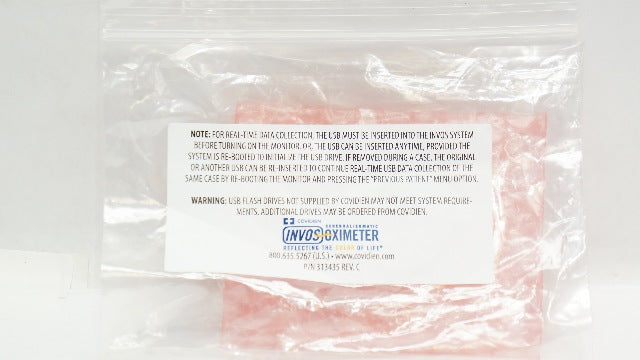 NOTE: FOR REAL-TIME DATA COLLECTION, THE USB MUST BE INSERTED INTO THE INVOS SYSTEM
BEFORE TURNING ON THE MONITOR. OR, THE USB CAN BE INSERTED ANYTIME, PROVIDED THE
SYSTEM IS RE-BOOTED TO INITIALIZE THE USB DRIVE. IF REMOVED DURING A CASE, THE ORIGINAL
OR ANOTHER USB CAN BE RE-INSERTED TO CONTINUE REAL-TIME USB DATA COLLECTION OF THE
SAME CASE BY RE-BOOTING THE MONITOR AND PRESSING THE "PREVIOUS PATIENT" MENU OPTION.
WARNING: USB FLASH DRIVES NOT SUPPLIED BY COVIDIEN MAY NOT MEET SYSTEM REQUIRE-
MENTS. ADDITIONAL DRIVES MAY BE ORDERED FROM COVIDIEN.
COVIDIEN
CEREBRAL/SOMATIC
INVOS OXIMETER
REFLECTING THE COLOR OF LIFE®
800.635.5267 (U.S.) • www.covidien.com
P/N 313435 REV. C